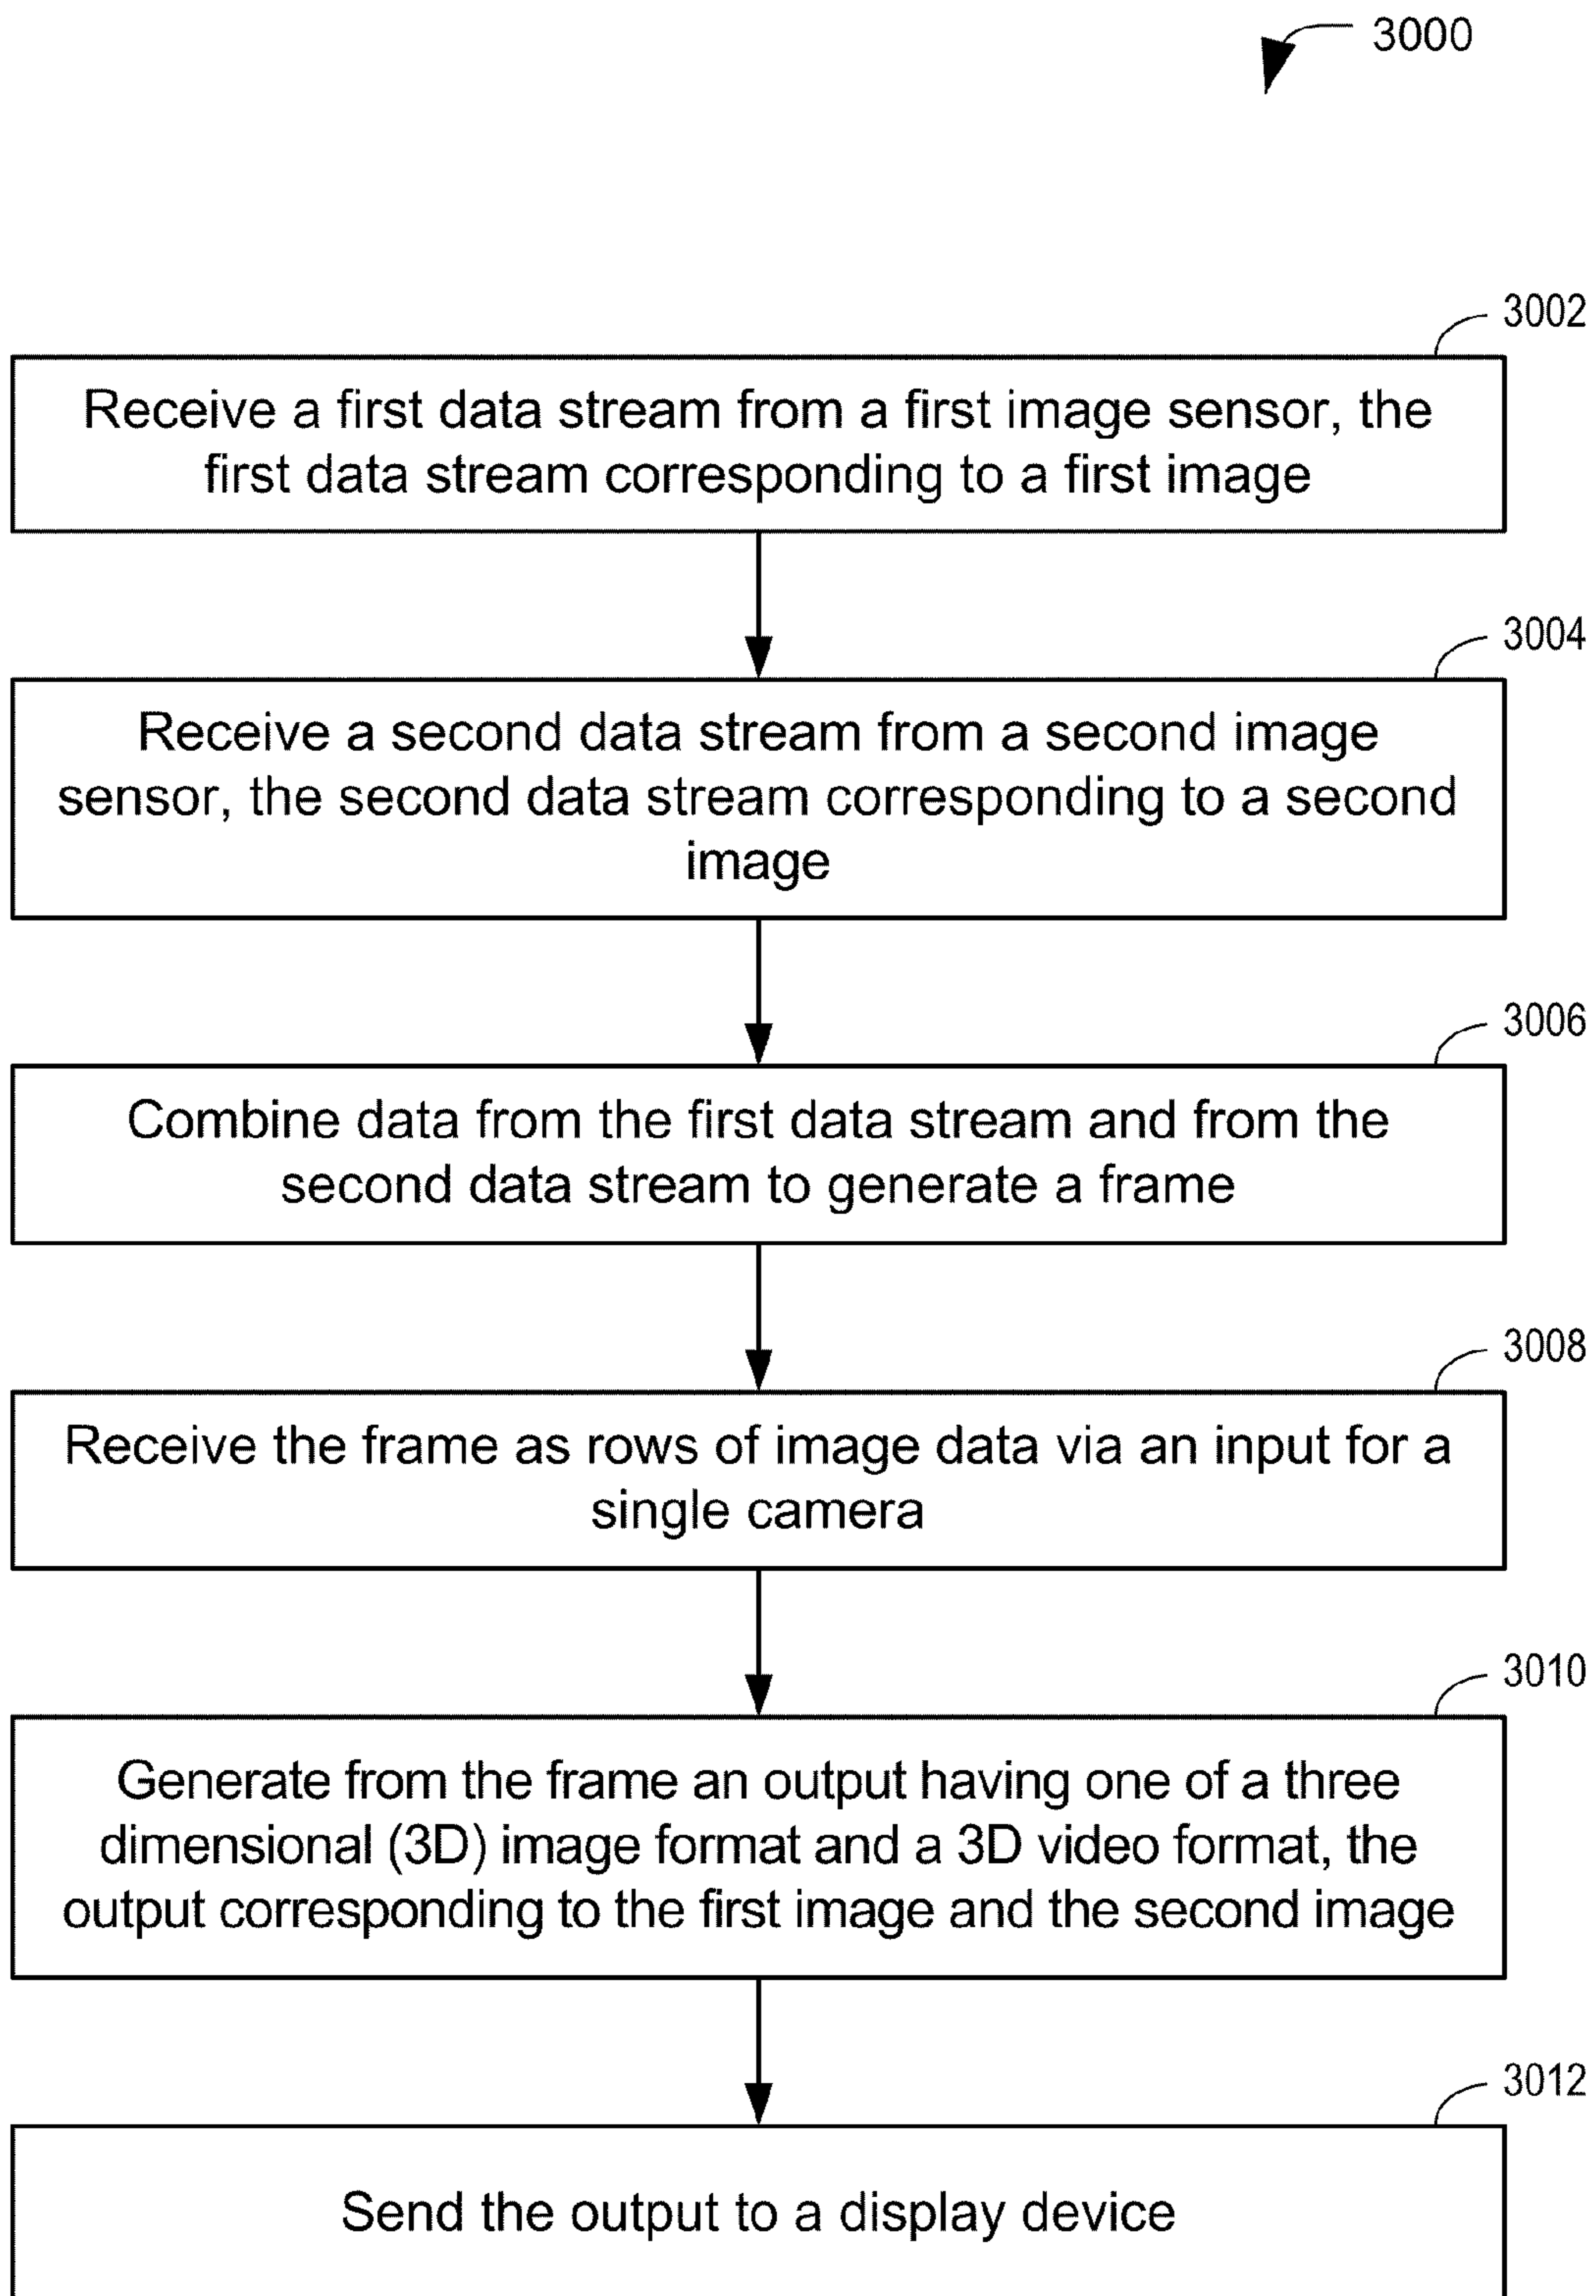 3000
3002
Receive a first data stream from a first image sensor, the
first data stream corresponding to a first image
3004
Receive a second data stream from a second image
sensor, the second data stream corresponding to a second
image
3006
Combine data from the first data stream and from the
second data stream to generate a frame
3008
Receive the frame as rows of image data via an input for a
single camera
3010
Generate from the frame an output having one of a three
dimensional (3D) image format and a 3D video format, the
output corresponding to the first image and the second image
3012
Send the output to a display device